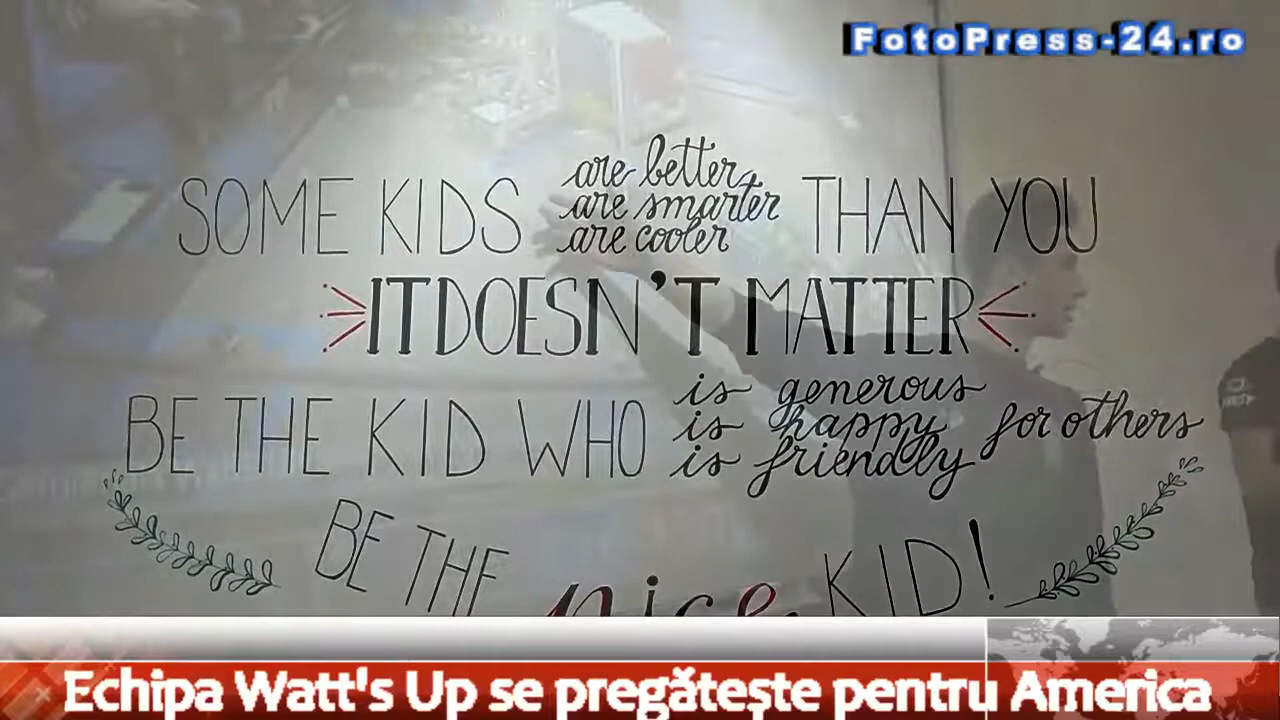 FotoPress-24.ro
are better
are smarter
SOME KIDS are cooler THAN YOU
IT DOESN'T MATTER
is generous
BE THE KID WHO is happy for others
is friendly
BE THE nice KID!
Echipa Watt's Up se pregătește pentru America